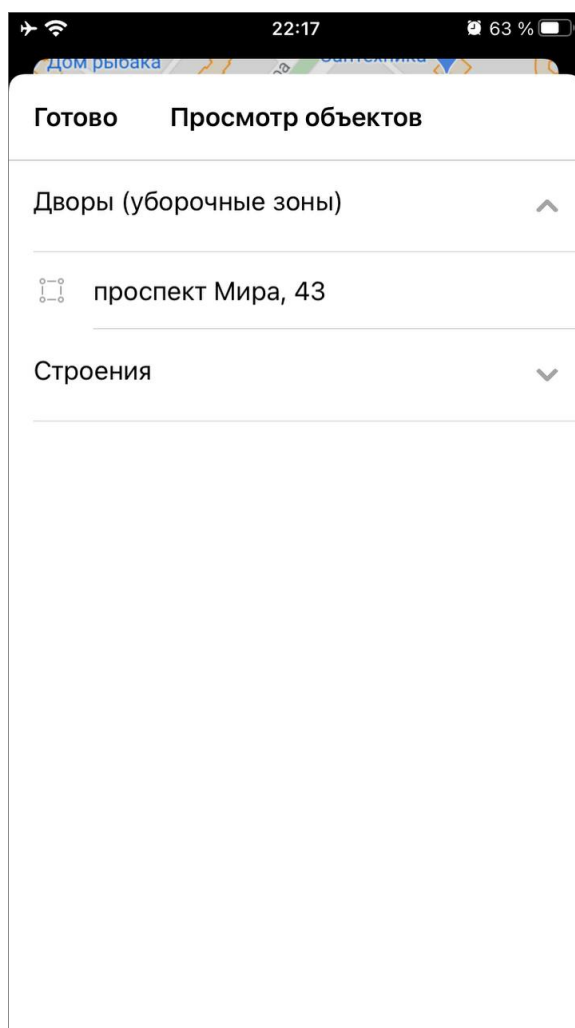 22:17
63 %
Дом рыбака
Сантехника
Готово
Просмотр объектов
Дворы (уборочные зоны)
проспект Мира, 43
Строения